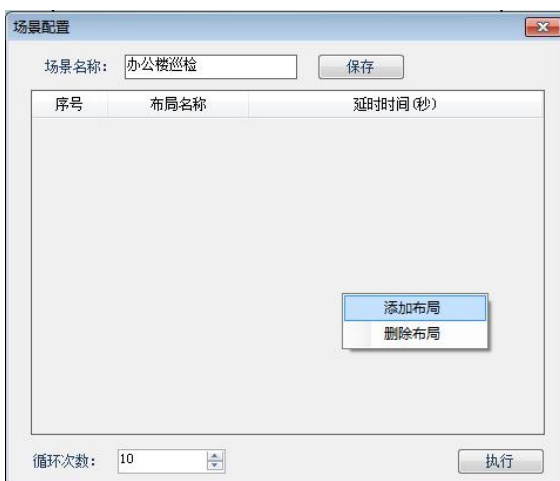 场景配置
场景名称: 办公楼巡检 保存
序号 布局名称 延时时间(秒)
添加布局
删除布局
循环次数: 10 执行